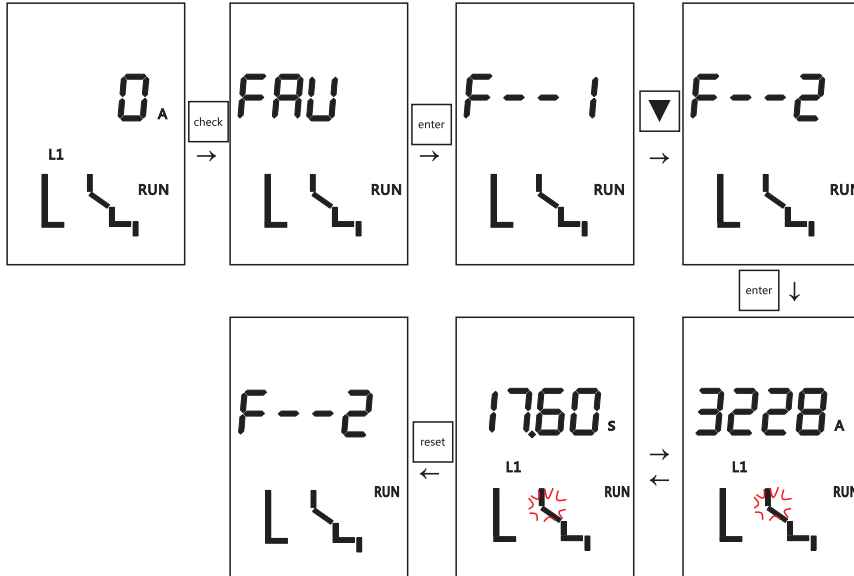 0 A
L1
RUN
check
→
FAU
RUN
enter
→
F--1
RUN
▼
→
F--2
RUN
enter ↓
F--2
RUN
reset
←
17.60 s
L1
RUN
→
←
3228 A
L1
RUN